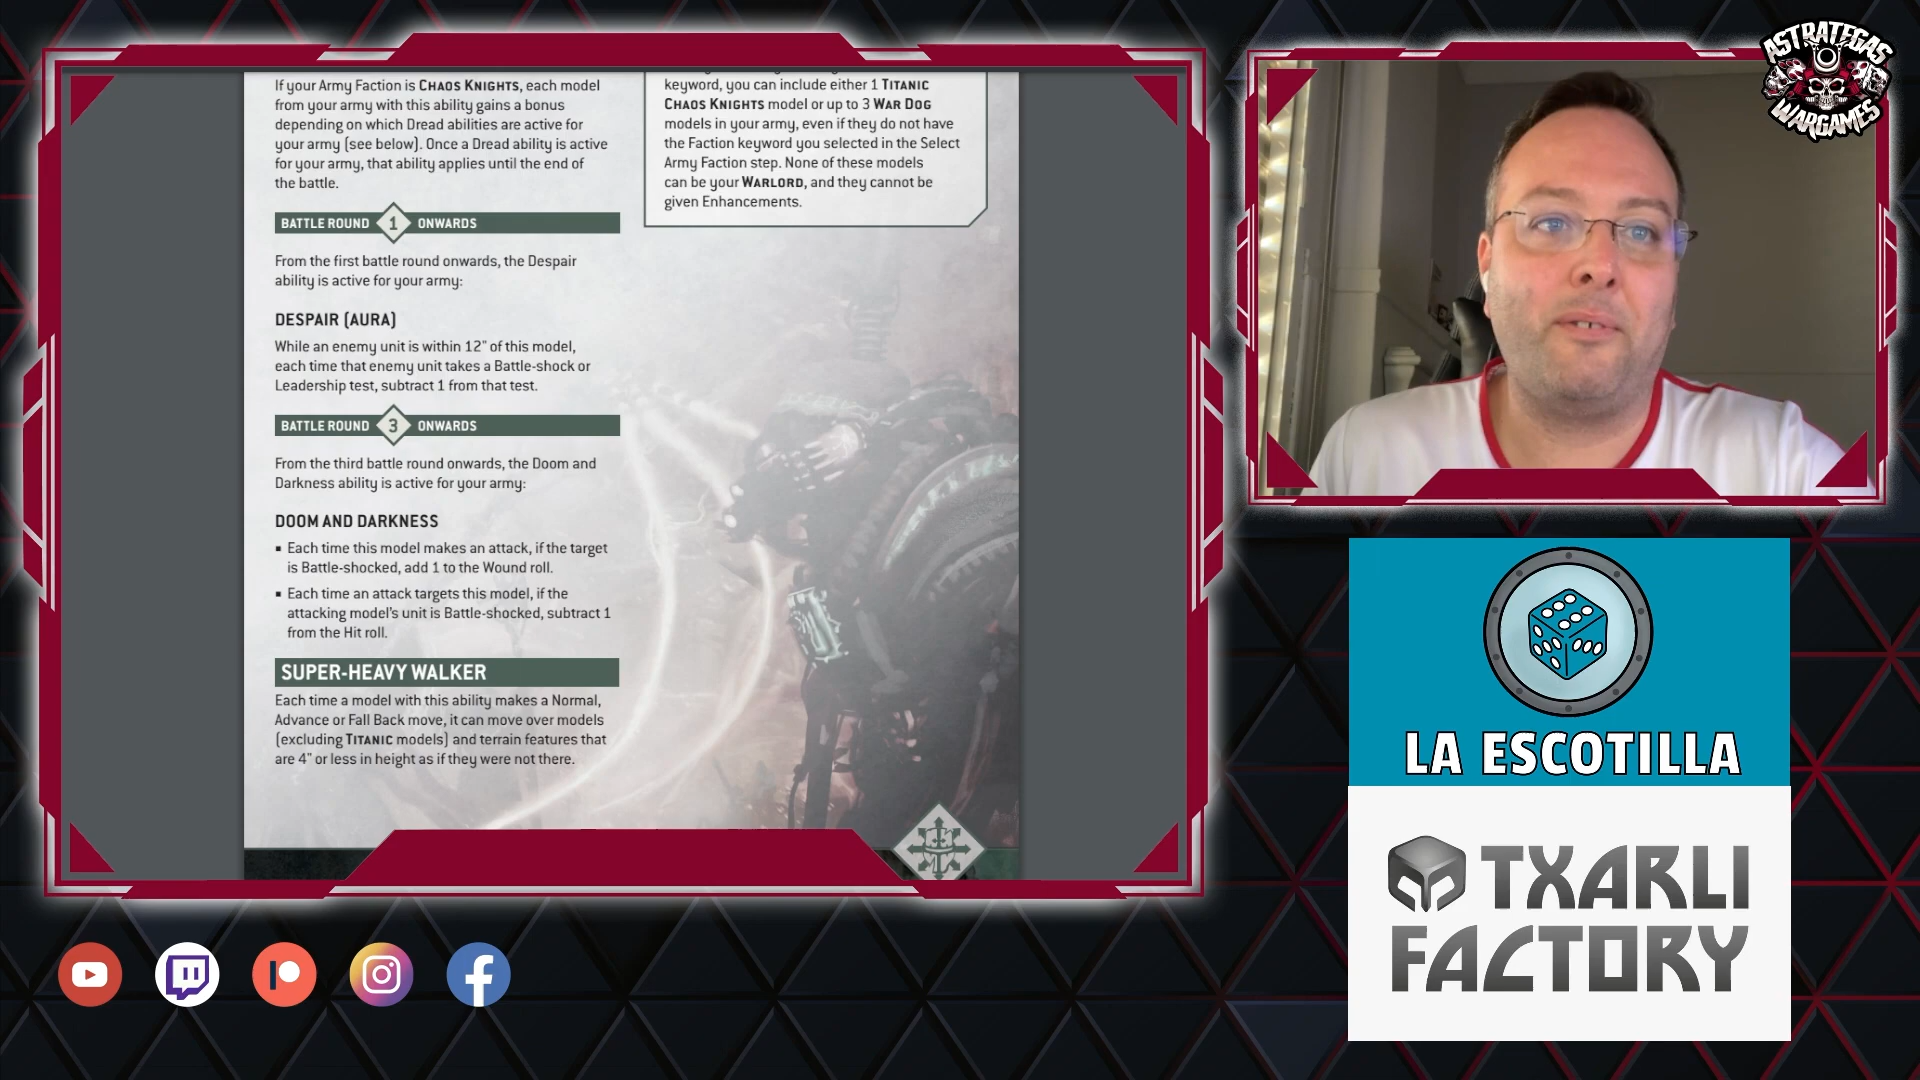 If your Army Faction is CHAOS KNIGHTS, each model
from your army with this ability gains a bonus
depending on which Dread abilities are active for
your army (see below). Once a Dread ability is active
for your army, that ability applies until the end of
the battle.
BATTLE ROUND 1 ONWARDS
From the first battle round onwards, the Despair
ability is active for your army:
DESPAIR (AURA)
While an enemy unit is within 12" of this model,
each time that enemy unit takes a Battle-shock or
Leadership test, subtract 1 from that test.
BATTLE ROUND 3 ONWARDS
From the third battle round onwards, the Doom and
Darkness ability is active for your army:
DOOM AND DARKNESS
▪ Each time this model makes an attack, if the target
is Battle-shocked, add 1 to the Wound roll.
▪ Each time an attack targets this model, if the
attacking model's unit is Battle-shocked, subtract 1
from the Hit roll.
SUPER-HEAVY WALKER
Each time a model with this ability makes a Normal,
Advance or Fall Back move, it can move over models
(excluding TITANIC models) and terrain features that
are 4" or less in height as if they were not there.
keyword, you can include either 1 TITANIC
CHAOS KNIGHTS model or up to 3 WAR DOG
models in your army, even if they do not have
the Faction keyword you selected in the Select
Army Faction step. None of these models
can be your WARLORD, and they cannot be
given Enhancements.
ASTRATEGAS
WARGAMES
LA ESCOTILLA
TXARLI
FACTORY